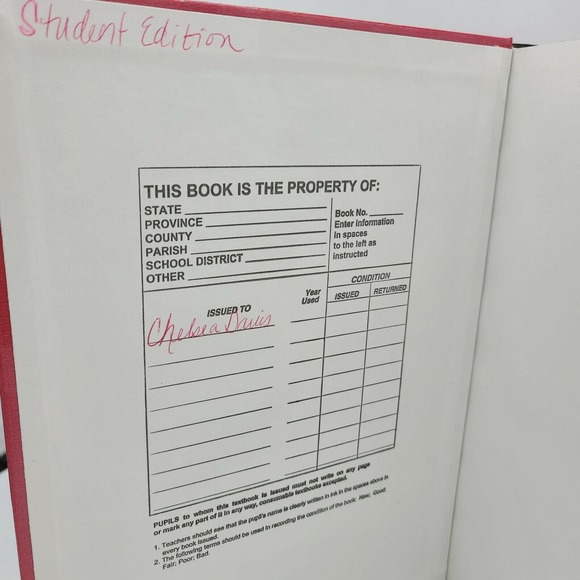 Student Edition
THIS BOOK IS THE PROPERTY OF:
STATE
PROVINCE
COUNTY
PARISH
SCHOOL DISTRICT
OTHER
Book No.
Enter information
in spaces
to the left as
instructed
ISSUED TO
Year
Used
CONDITION
ISSUED
RETURNED
Chelsea Davis
PUPILS to whom this textbook is issued must not write on any page
or mark any part of it in any way, consumable textbooks excepted.
1. Teachers should see that the pupil's name is clearly written in ink in the spaces above in
every book issued.
2. The following terms should be used in recording the condition of the book: New; Good;
Fair; Poor; Bad.